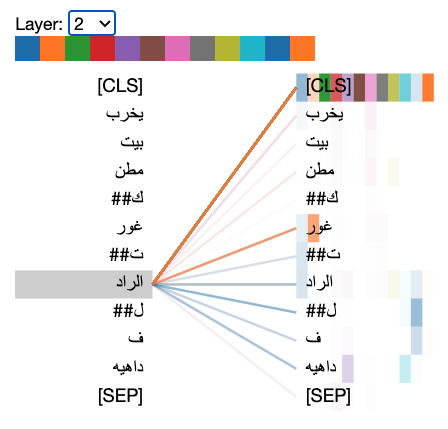 Layer: 2
[CLS]
يخرب
بيت
مطن
##ك
غور
##ت
الراد
##ل
ف
داهيه
[SEP]
[CLS]
يخرب
بيت
مطن
##ك
غور
##ت
الراد
##ل
ف
داهيه
[SEP]